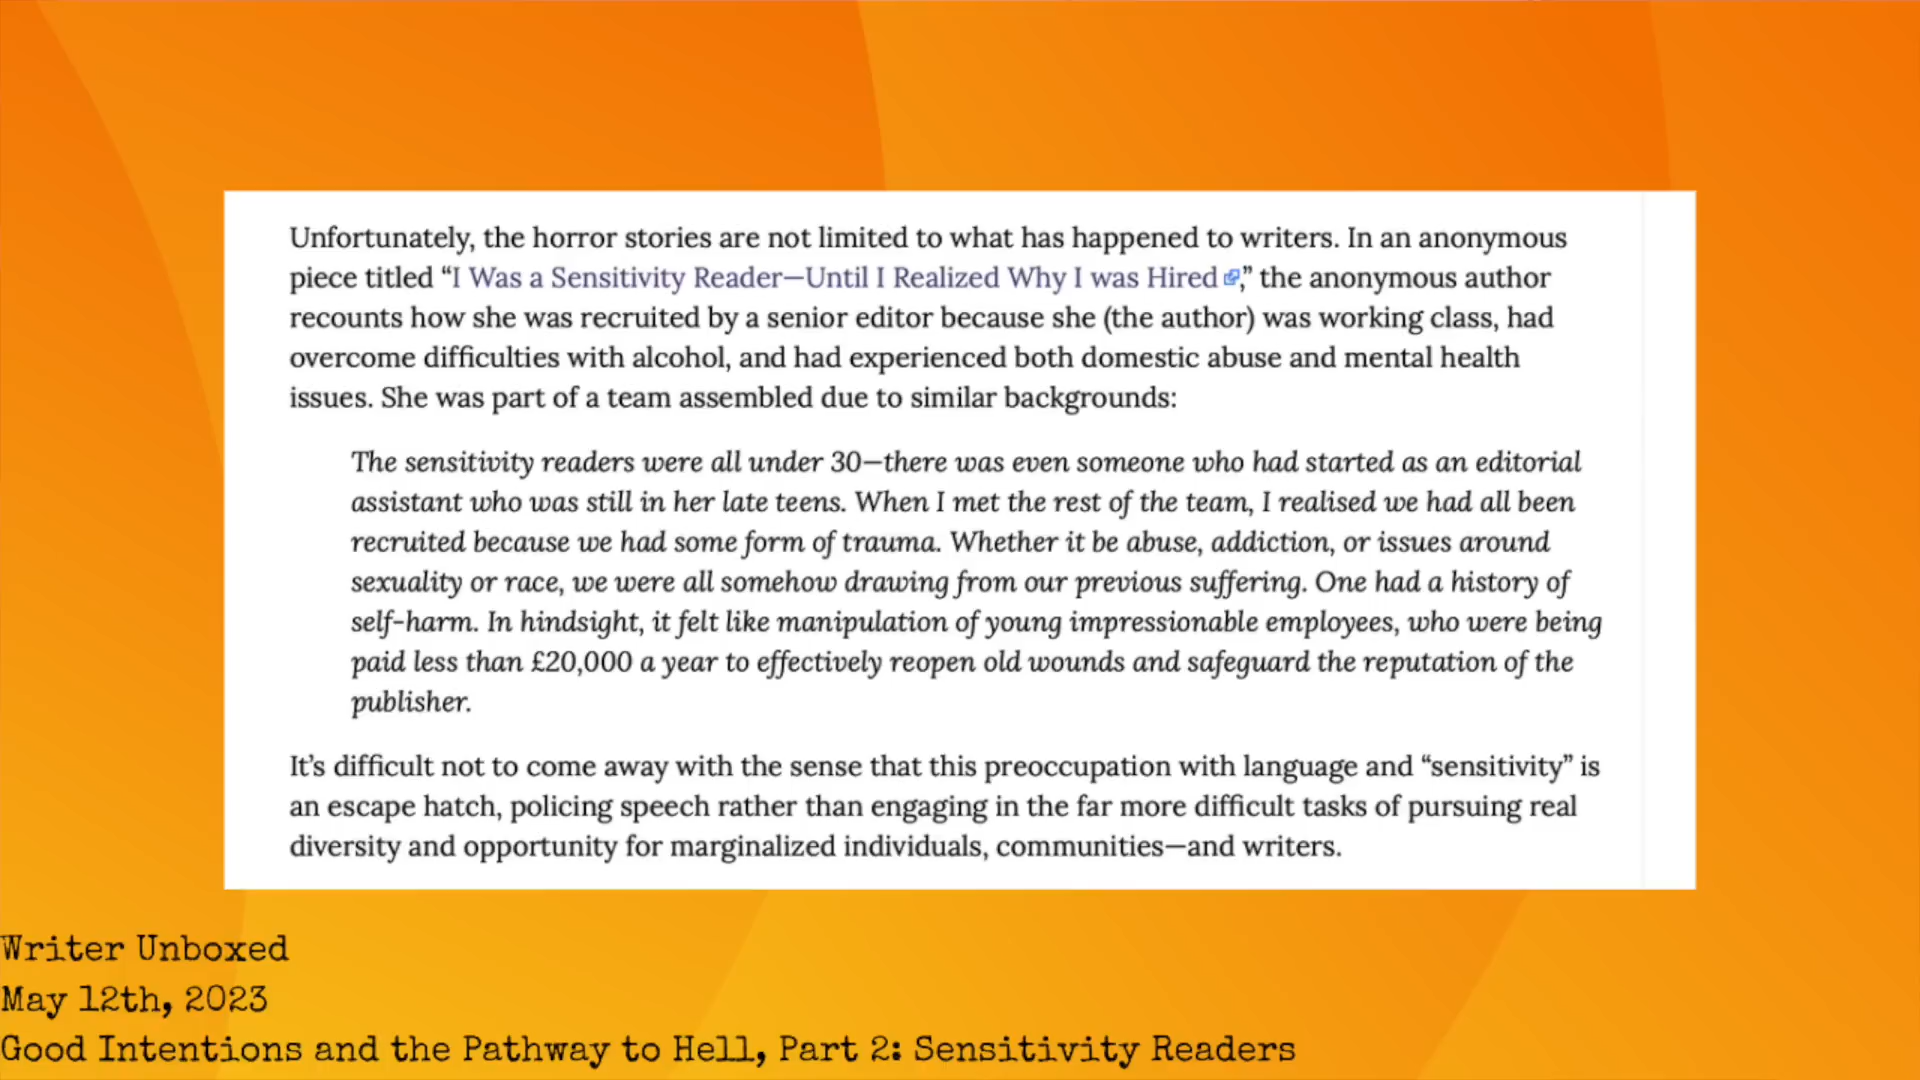 Unfortunately, the horror stories are not limited to what has happened to writers. In an anonymous
piece titled “I Was a Sensitivity Reader—Until I Realized Why I was Hired,” the anonymous author
recounts how she was recruited by a senior editor because she (the author) was working class, had
overcome difficulties with alcohol, and had experienced both domestic abuse and mental health
issues. She was part of a team assembled due to similar backgrounds:
The sensitivity readers were all under 30—there was even someone who had started as an editorial
assistant who was still in her late teens. When I met the rest of the team, I realised we had all been
recruited because we had some form of trauma. Whether it be abuse, addiction, or issues around
sexuality or race, we were all somehow drawing from our previous suffering. One had a history of
self-harm. In hindsight, it felt like manipulation of young impressionable employees, who were being
paid less than £20,000 a year to effectively reopen old wounds and safeguard the reputation of the
publisher.
It’s difficult not to come away with the sense that this preoccupation with language and “sensitivity” is
an escape hatch, policing speech rather than engaging in the far more difficult tasks of pursuing real
diversity and opportunity for marginalized individuals, communities—and writers.
Writer Unboxed
May 12th, 2023
Good Intentions and the Pathway to Hell, Part 2: Sensitivity Readers